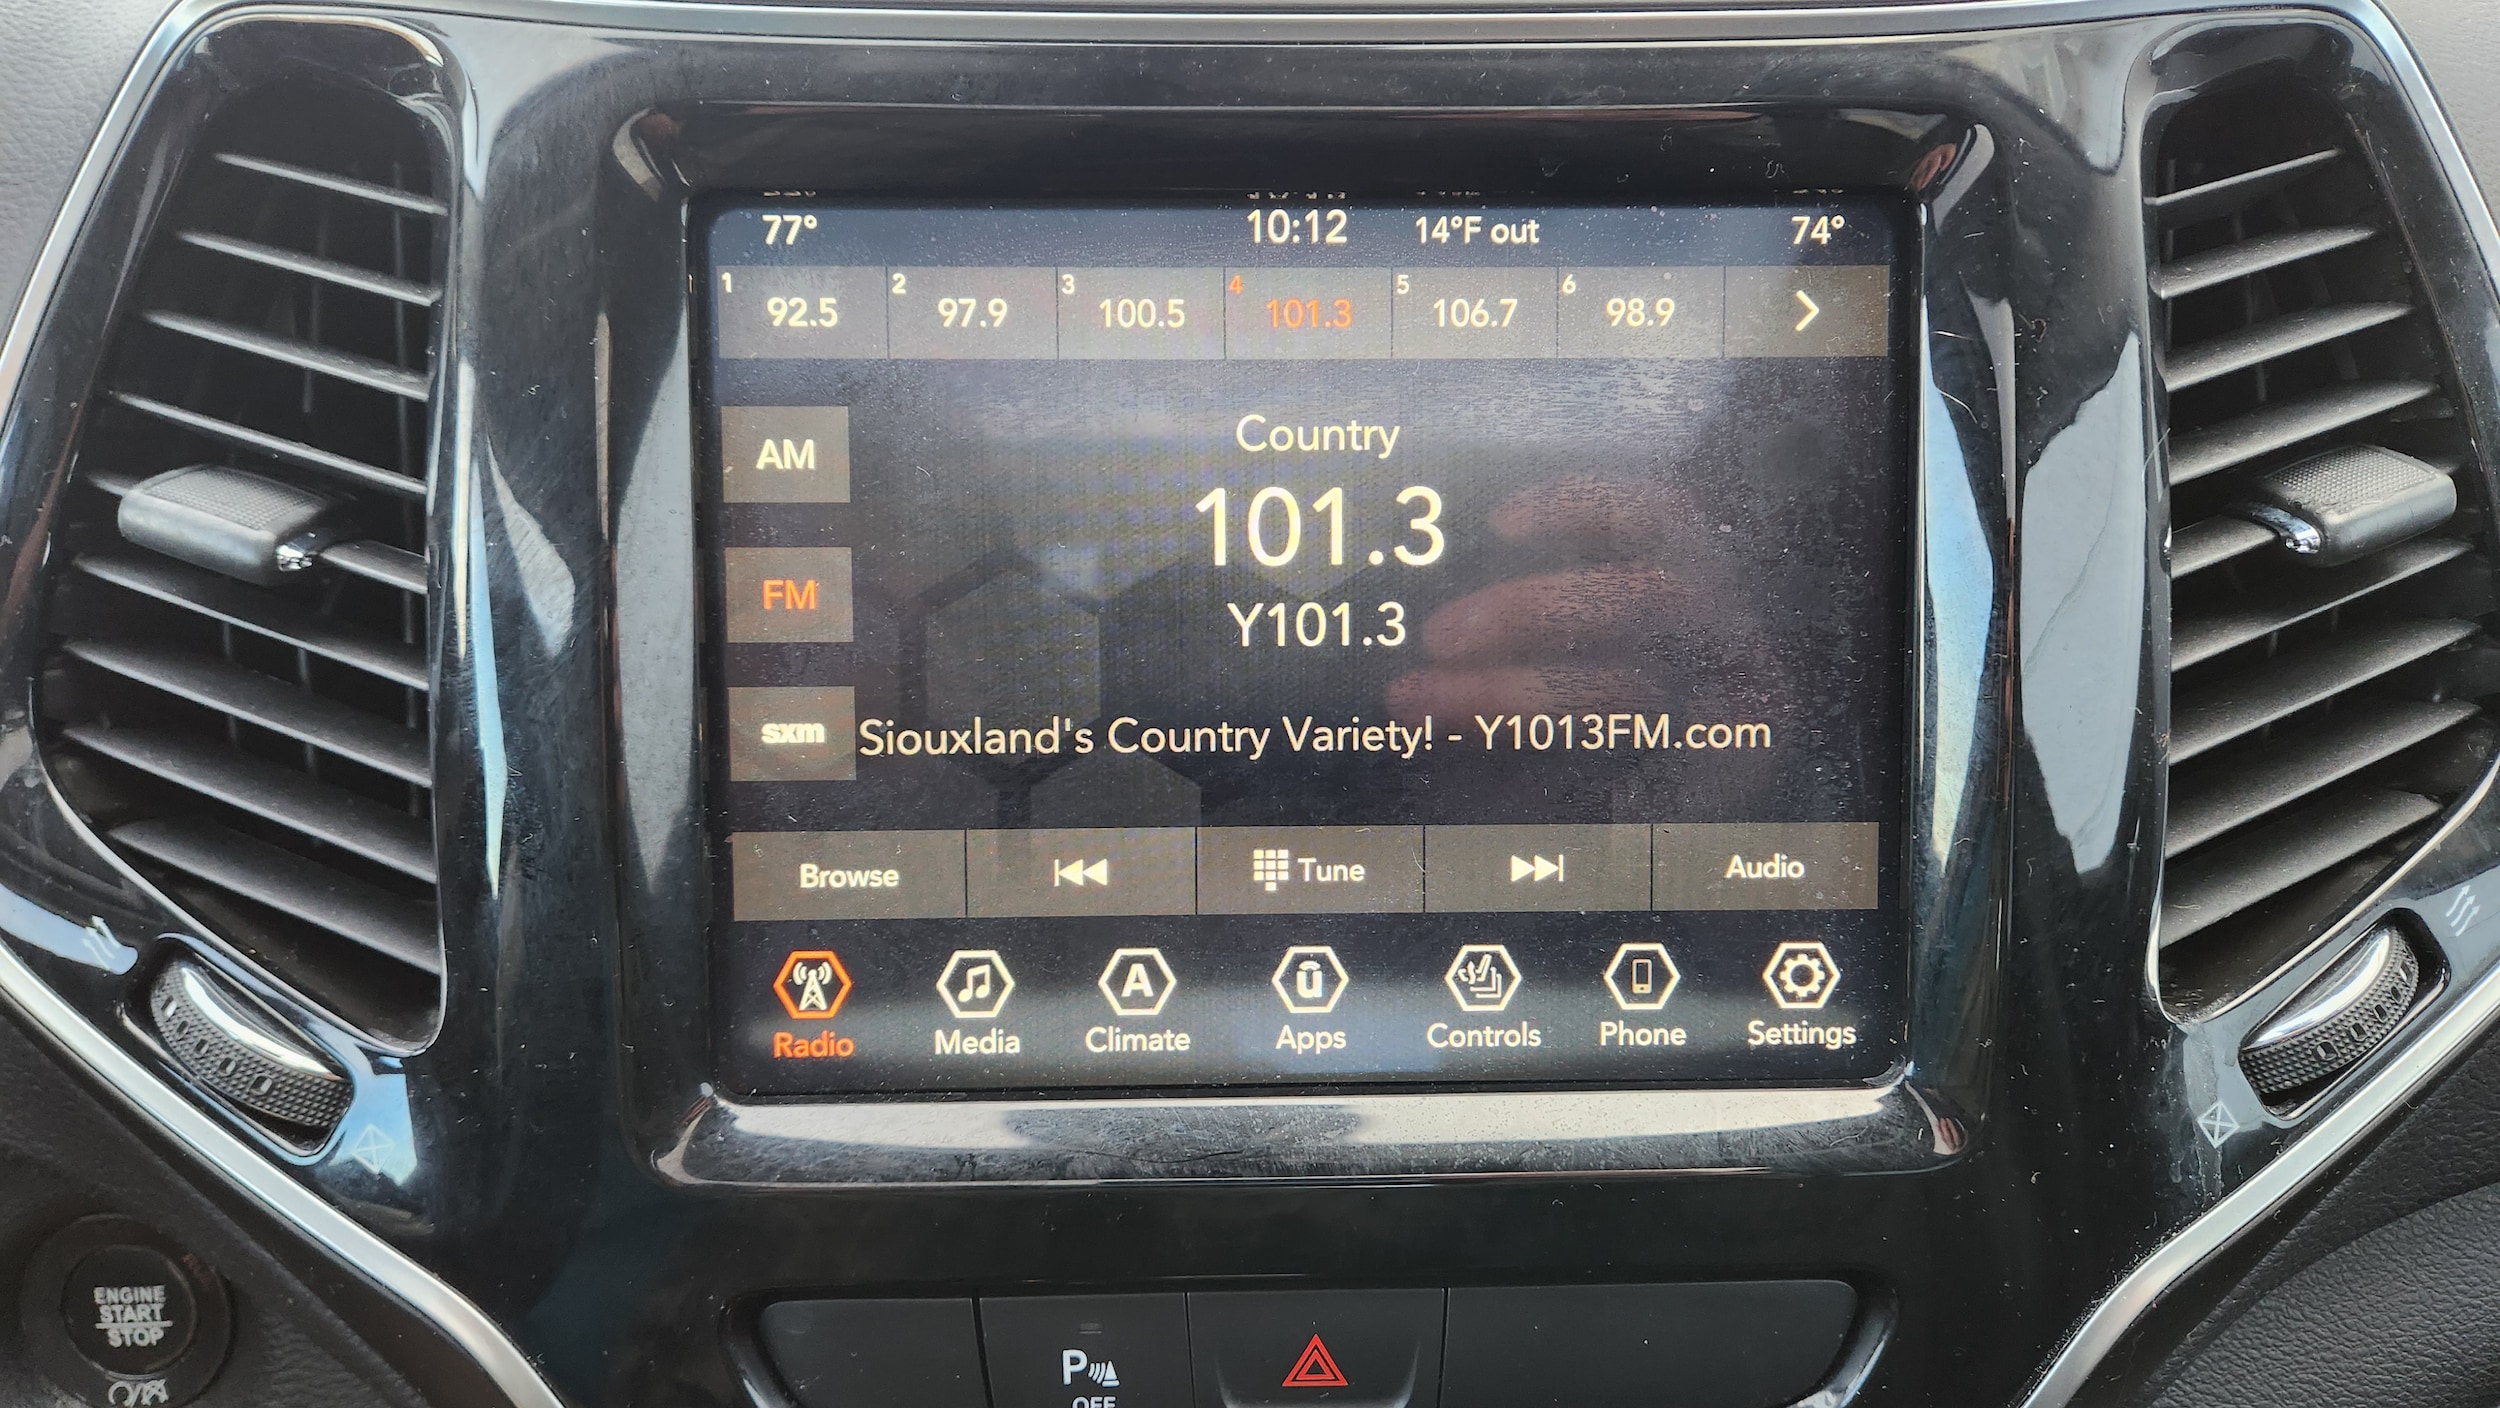 77° 10:12 14°F out 74°
1 92.5 2 97.9 3 100.5 4 101.3 5 106.7 6 98.9
Country
AM
101.3
FM
Y101.3
sxm Siouxland's Country Variety! - Y1013FM.com
Browse Tune Audio
A ū
Radio Media Climate Apps Controls Phone Settings
ENGINE
START
STOP
P
OFF